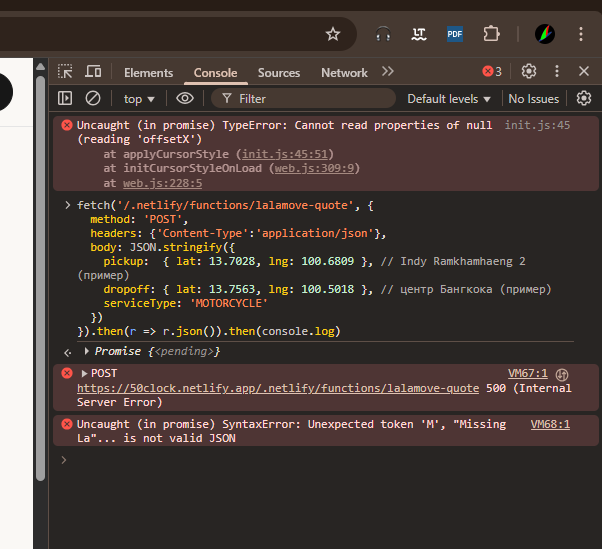 LT
PDF
Elements Console Sources Network 3
top Filter Default levels No Issues
Uncaught (in promise) TypeError: Cannot read properties of null init.js:45
(reading 'offsetX')
at applyCursorStyle (init.js:45:51)
at initCursorStyleOnLoad (web.js:309:9)
at web.js:228:5
fetch('/.netlify/functions/lalamove-quote', {
method: 'POST',
headers: {'Content-Type':'application/json'},
body: JSON.stringify({
pickup: { lat: 13.7028, lng: 100.6809 }, // Indy Ramkhamhaeng 2
(пример)
dropoff: { lat: 13.7563, lng: 100.5018 }, // центр Бангкока (пример)
serviceType: 'MOTORCYCLE'
})
}).then(r => r.json()).then(console.log)
Promise {<pending>}
POST VM67:1
https://50clock.netlify.app/.netlify/functions/lalamove-quote 500 (Internal
Server Error)
Uncaught (in promise) SyntaxError: Unexpected token 'M', "Missing VM68:1
La"... is not valid JSON